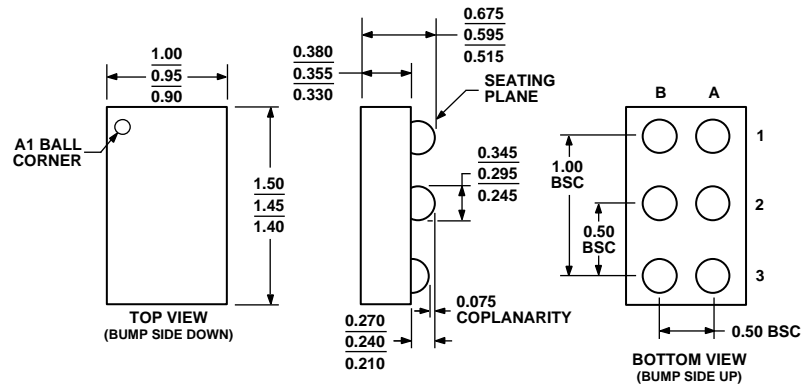 1.00
0.95
0.90
A1 BALL
CORNER
1.50
1.45
1.40
TOP VIEW
(BUMP SIDE DOWN)
0.675
0.595
0.515
0.380
0.355
0.330
SEATING
PLANE
0.345
0.295
0.245
0.075
COPLANARITY
0.270
0.240
0.210
B A
1
2
3
1.00
BSC
0.50
BSC
0.50 BSC
BOTTOM VIEW
(BUMP SIDE UP)